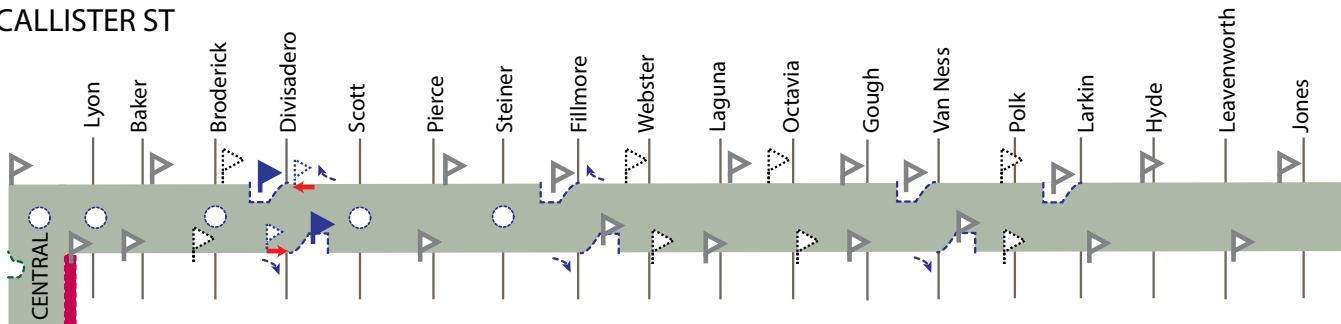 CALLISTER ST
Lyon
Baker
Broderick
Divisadero
Scott
Pierce
Steiner
Fillmore
Webster
Laguna
Octavia
Gough
Van Ness
Polk
Larkin
Hyde
Leavenworth
Jones
CENTRAL